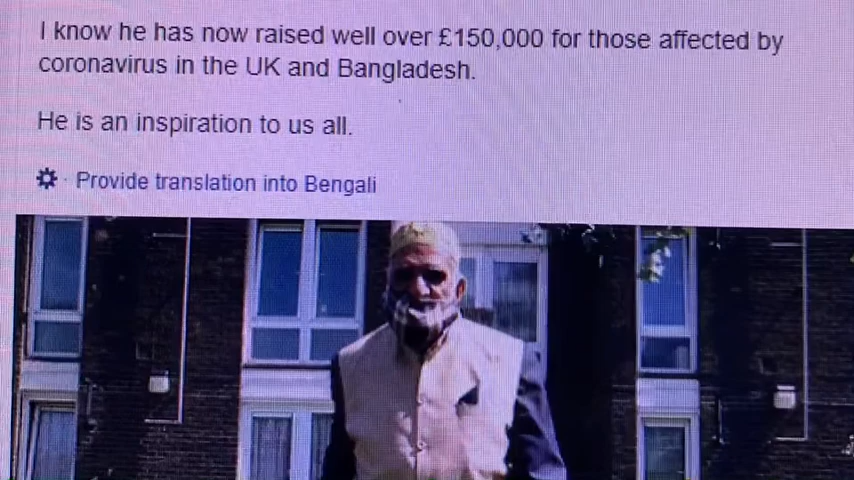 I know he has now raised well over £150,000 for those affected by
coronavirus in the UK and Bangladesh.
He is an inspiration to us all.
Provide translation into Bengali